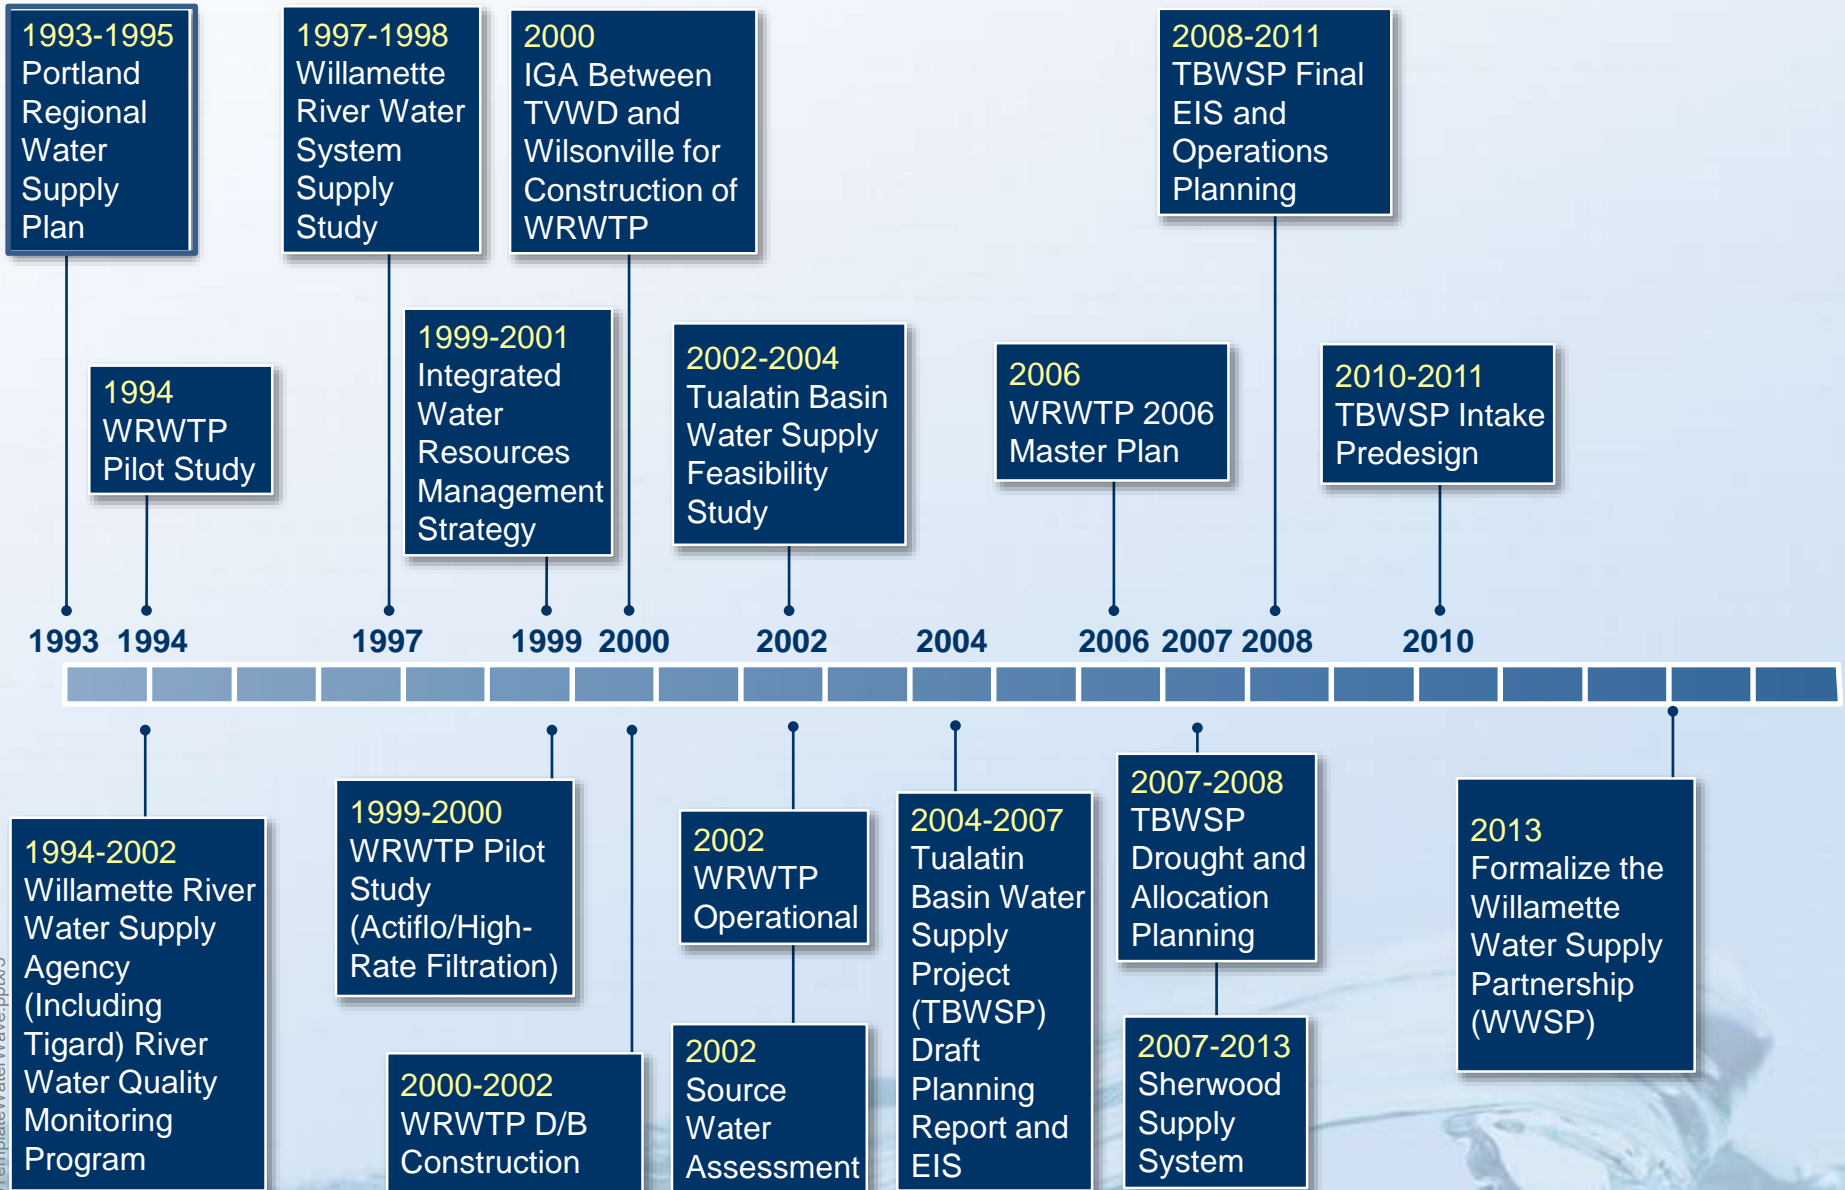 1993-1995
Portland
Regional
Water
Supply
Plan
1997-1998
Willamette
River Water
System
Supply
Study
2000
IGA Between
TVWD and
Wilsonville for
Construction of
WRWTP
2008-2011
TBWSP Final
EIS and
Operations
Planning
1994
WRWTP
Pilot Study
1999-2001
Integrated
Water
Resources
Management
Strategy
2002-2004
Tualatin Basin
Water Supply
Feasibility
Study
2006
WRWTP 2006
Master Plan
2010-2011
TBWSP Intake
Predesign
1993 1994 1997 1999 2000 2002 2004 2006 2007 2008 2010
1994-2002
Willamette River
Water Supply
Agency
(Including
Tigard) River
Water Quality
Monitoring
Program
1999-2000
WRWTP Pilot
Study
(Actiflo/High-
Rate Filtration)
2000-2002
WRWTP D/B
Construction
2002
WRWTP
Operational
2002
Source
Water
Assessment
2004-2007
Tualatin
Basin Water
Supply
Project
(TBWSP)
Draft
Planning
Report and
EIS
2007-2008
TBWSP
Drought and
Allocation
Planning
2007-2013
Sherwood
Supply
System
2013
Formalize the
Willamette
Water Supply
Partnership
(WWSP)